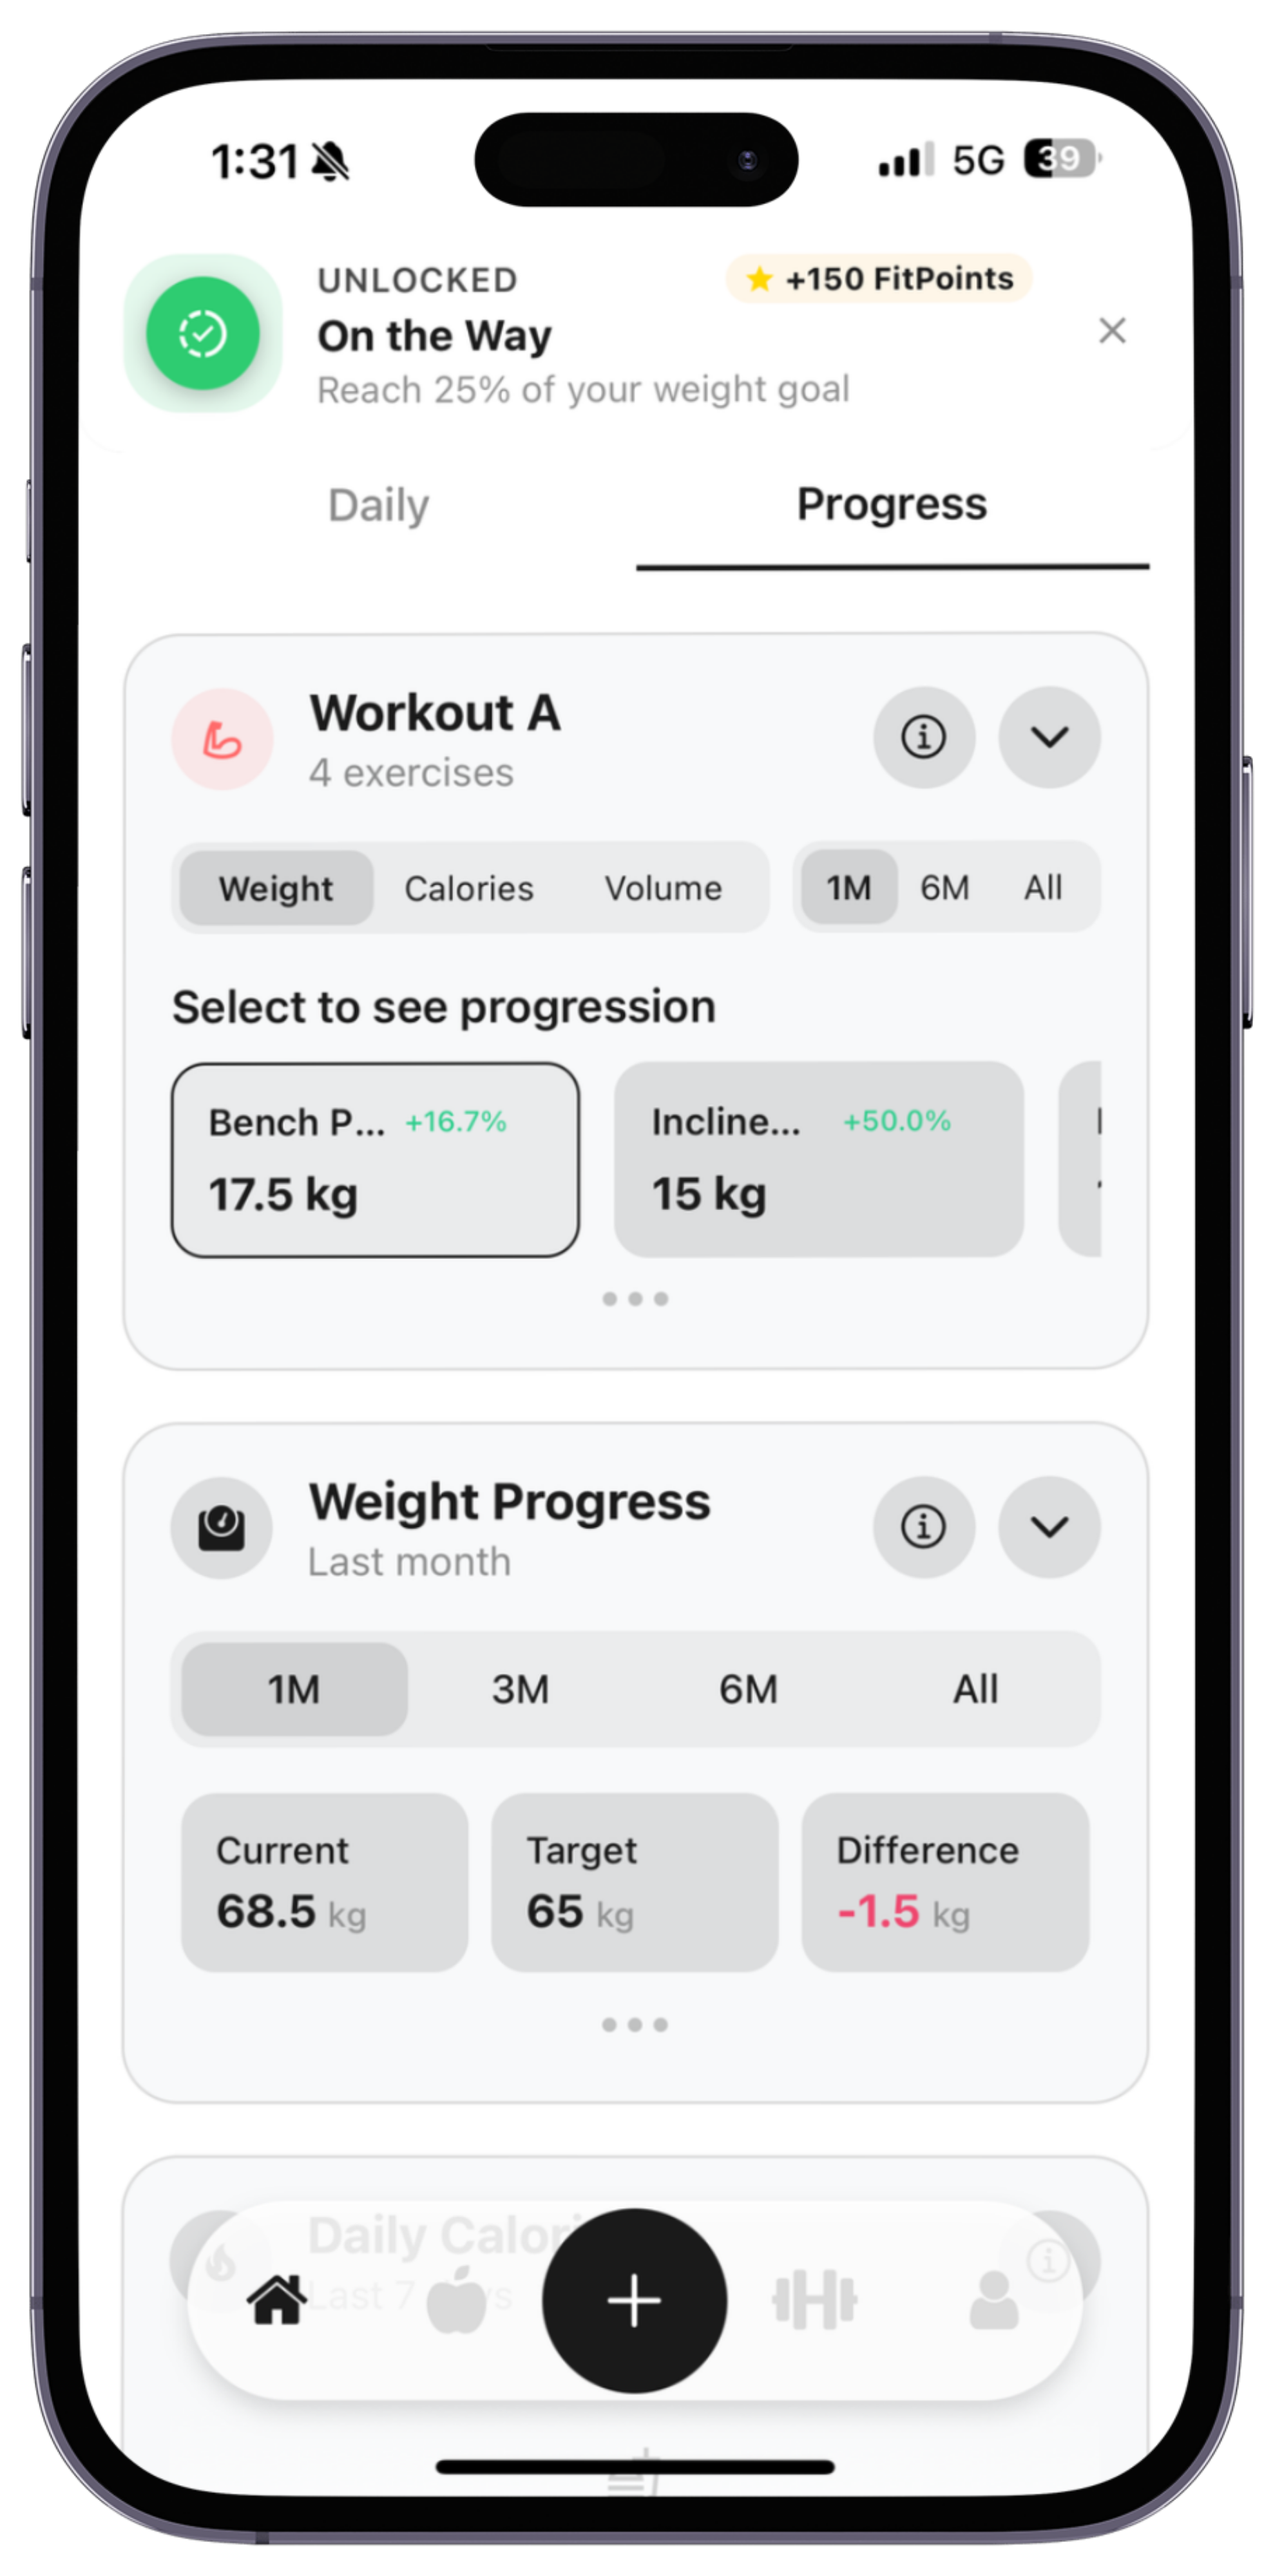 1:31 5G 39
UNLOCKED
+150 FitPoints
On the Way
Reach 25% of your weight goal
Daily Progress
Workout A
4 exercises
Weight Calories Volume 1M 6M All
Select to see progression
Bench P... +16.7%
17.5 kg
Incline... +50.0%
15 kg
Weight Progress
Last month
1M 3M 6M All
Current
68.5 kg
Target
65 kg
Difference
-1.5 kg
Daily Calori
Last 7